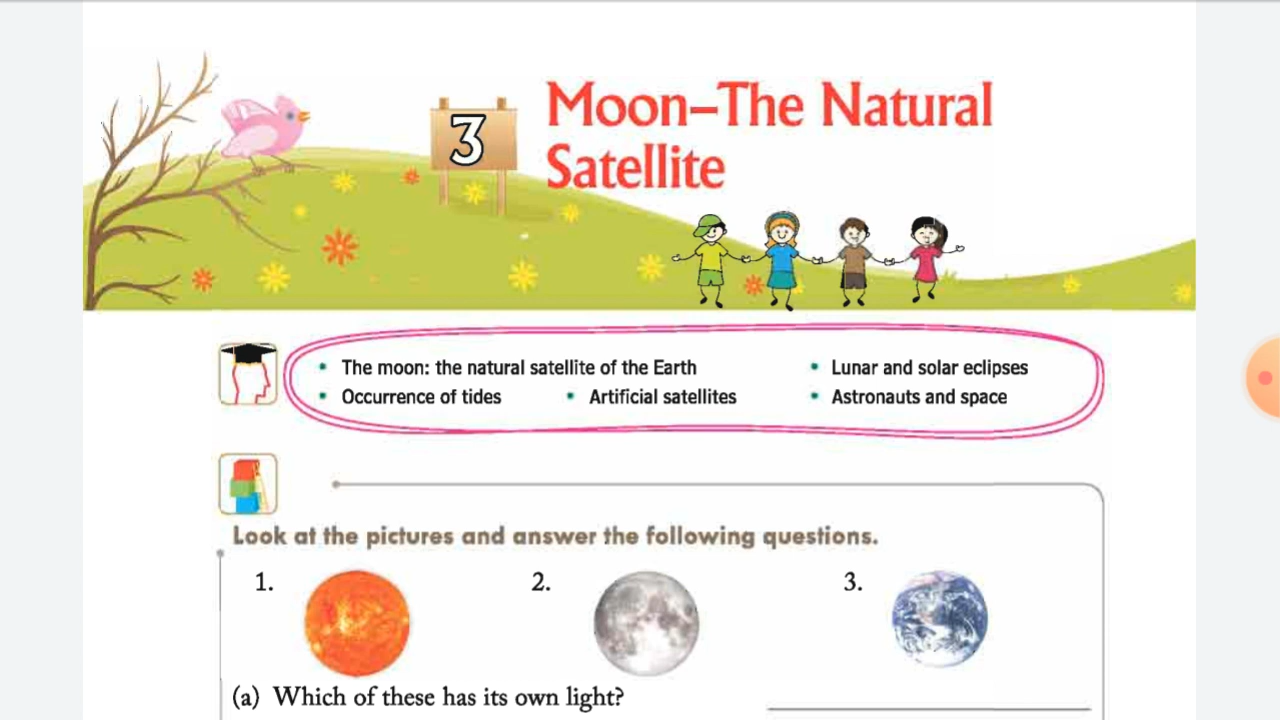 3
Moon–The Natural
Satellite
• The moon: the natural satellite of the Earth • Lunar and solar eclipses
• Occurrence of tides • Artificial satellites • Astronauts and space
Look at the pictures and answer the following questions.
1. 2. 3.
(a) Which of these has its own light?